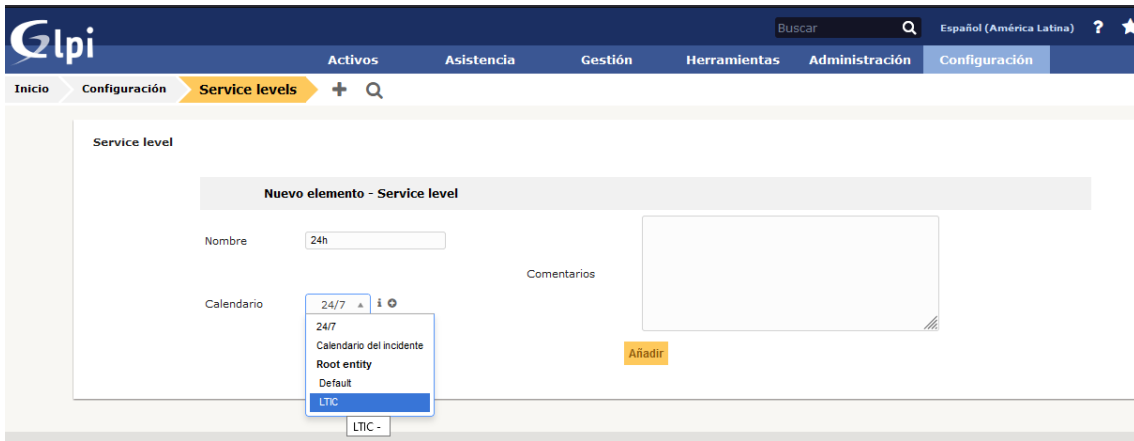 Glpi
Buscar Español (América Latina) ?
Activos Asistencia Gestión Herramientas Administración Configuración
Inicio Configuración Service levels
Service level
Nuevo elemento - Service level
Nombre 24h
Comentarios
Calendario 24/7
24/7
Calendario del incidente
Root entity
Default
LTIC
Añadir
LTIC -